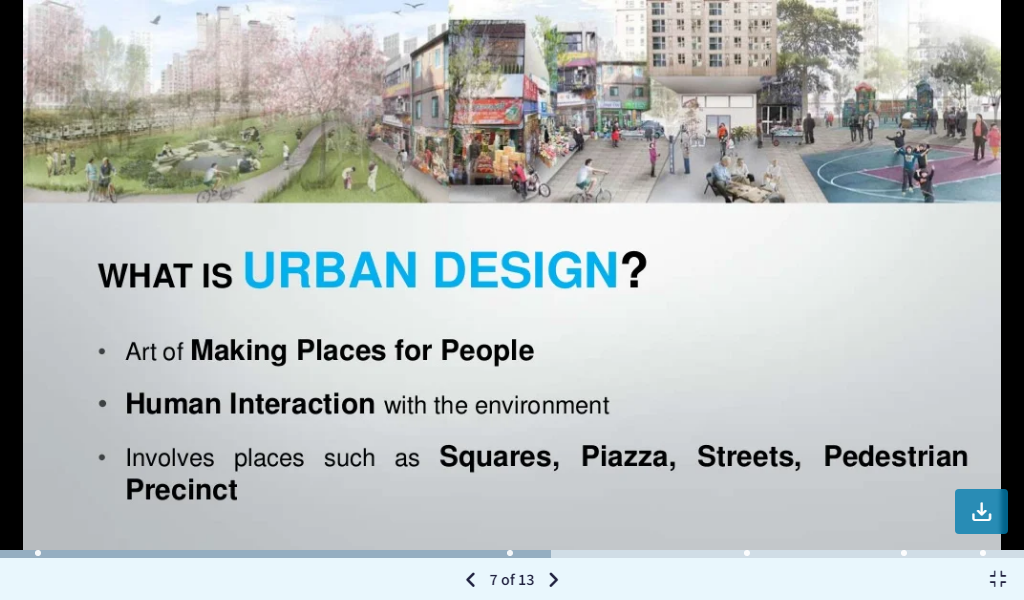 WHAT IS URBAN DESIGN?
• Art of Making Places for People
• Human Interaction with the environment
• Involves places such as Squares, Piazza, Streets, Pedestrian
Precinct
7 of 13